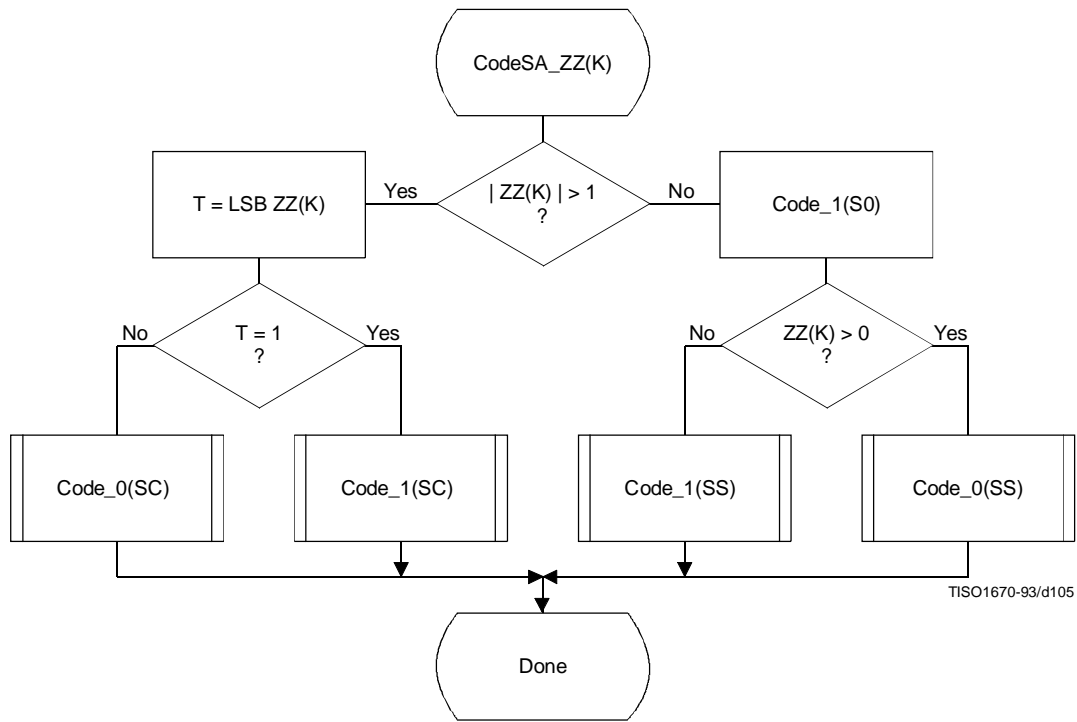 CodeSA_ZZ(K)
T = LSB ZZ(K)
Yes
| ZZ(K) | > 1
?
No
Code_1(S0)
No
T = 1
?
Yes
No
ZZ(K) > 0
?
Yes
Code_0(SC)
Code_1(SC)
Code_1(SS)
Code_0(SS)
TISO1670-93/d105
Done